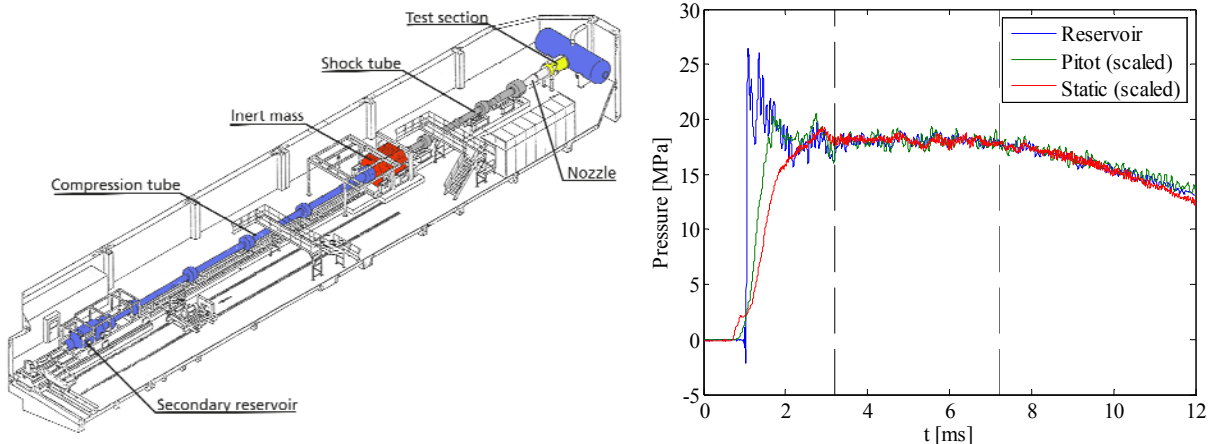 Test section
Shock tube
Inert mass
Compression tube
Nozzle
Secondary reservoir
30
25
20
15
10
5
0
-5
Pressure [MPa]
Reservoir
Pitot (scaled)
Static (scaled)
0 2 4 6 8 10 12
t [ms]